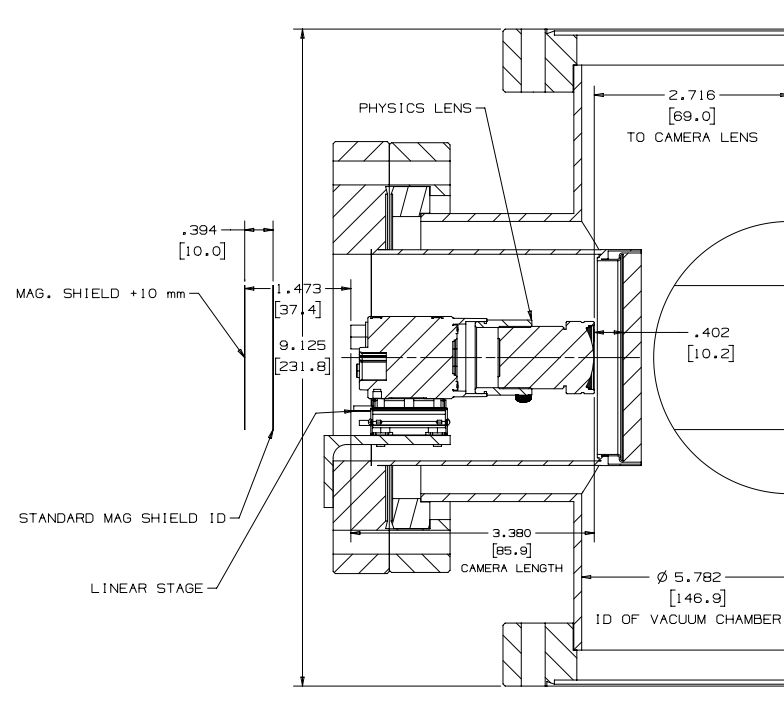 2.716
[69.0]
TO CAMERA LENS
PHYSICS LENS
.394
[10.0]
MAG. SHIELD +10 mm
1.473
[37.4]
9.125
[231.8]
.402
[10.2]
STANDARD MAG SHIELD ID
3.380
[85.9]
CAMERA LENGTH
LINEAR STAGE
Ø 5.782
[146.9]
ID OF VACUUM CHAMBER